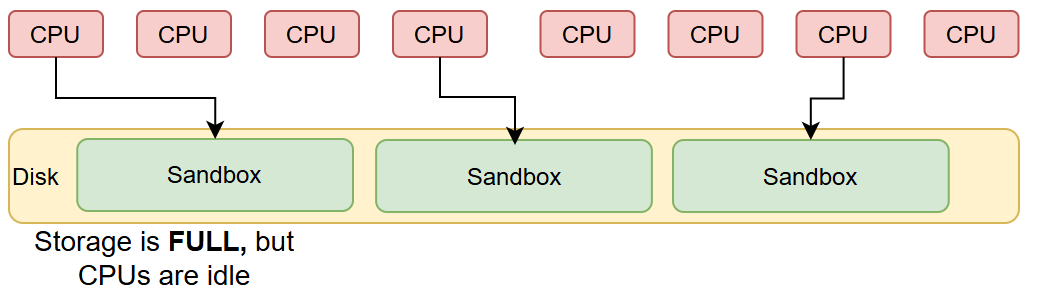 CPU CPU CPU CPU CPU CPU CPU CPU
Disk Sandbox Sandbox Sandbox
Storage is FULL, but
CPUs are idle